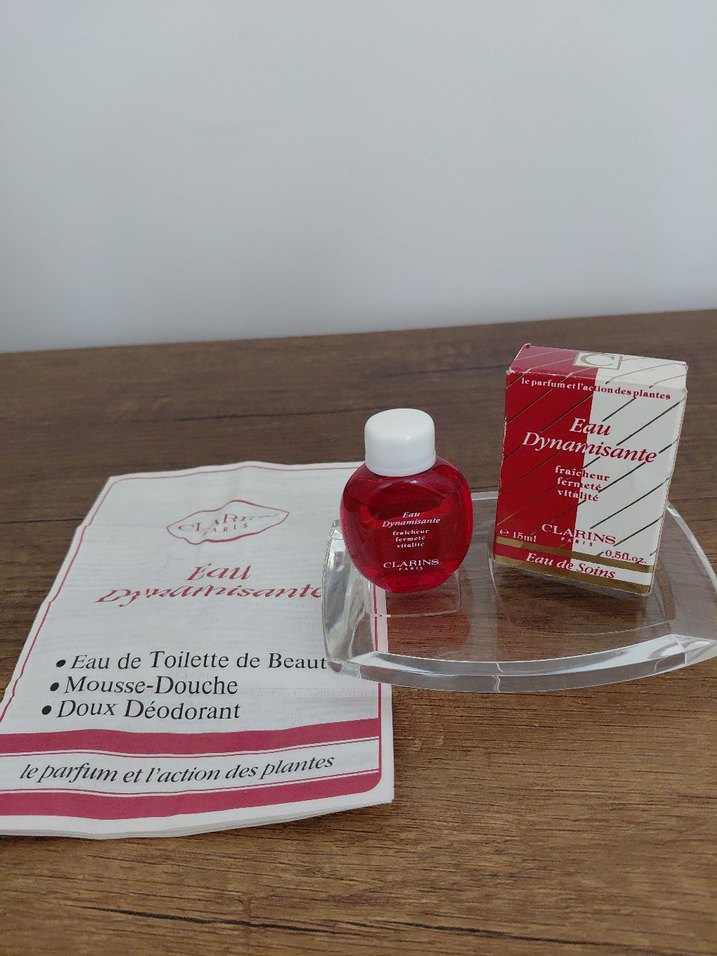 CLARINS
PARIS
Eau
Dynamisante
• Eau de Toilette de Beaut
• Mousse-Douche
• Doux Déodorant
le parfum et l'action des plantes
Eau
Dynamisante
fraîcheur
fermeté
vitalité
CLARINS
PARIS
C
le parfum et l'action des plantes
Eau
Dynamisante
fraîcheur
fermeté
vitalité
CLARINS
PARIS
e 15ml 0,5fl.oz.
Eau de Soins